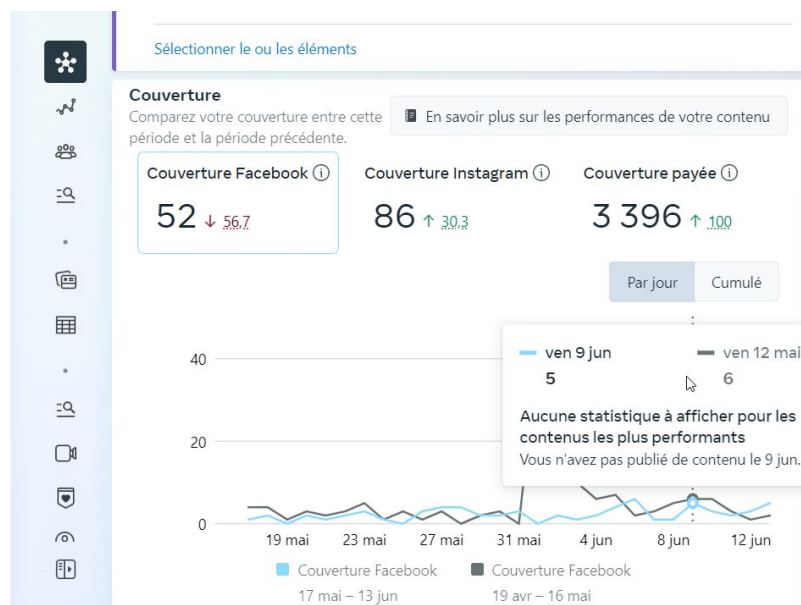 Sélectionner le ou les éléments
Couverture
Comparez votre couverture entre cette
période et la période précédente.
En savoir plus sur les performances de votre contenu
Couverture Facebook
52 ↓ 56,7
Couverture Instagram
86 ↑ 30,3
Couverture payée
3 396 ↑ 100
Par jour
Cumulé
ven 9 jun
5
ven 12 mai
6
Aucune statistique à afficher pour les
contenus les plus performants
Vous n'avez pas publié de contenu le 9 jun.
40
20
0
19 mai 23 mai 27 mai 31 mai 4 jun 8 jun 12 jun
Couverture Facebook
17 mai – 13 jun
Couverture Facebook
19 avr – 16 mai